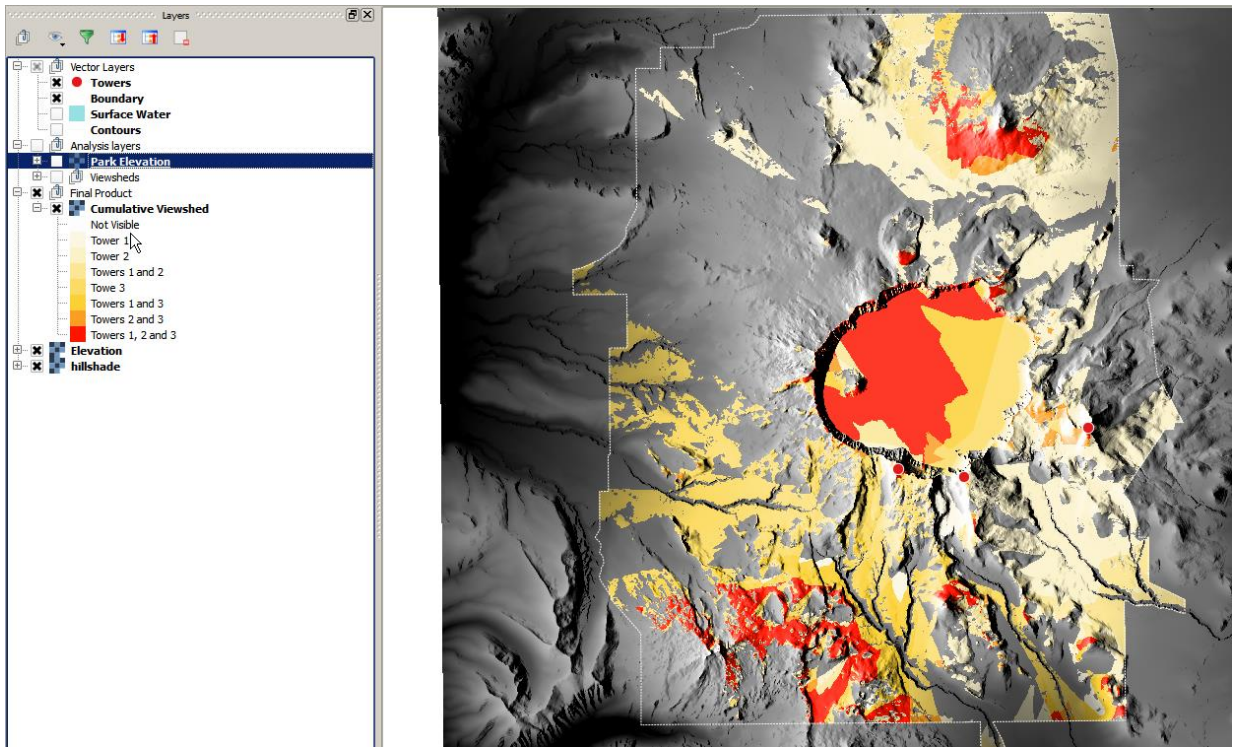 Layers
Vector Layers
Towers
Boundary
Surface Water
Contours
Analysis layers
Park Elevation
Viewsheds
Final Product
Cumulative Viewshed
Not Visible
Tower 1
Tower 2
Towers 1 and 2
Towe 3
Towers 1 and 3
Towers 2 and 3
Towers 1, 2 and 3
Elevation
hillshade